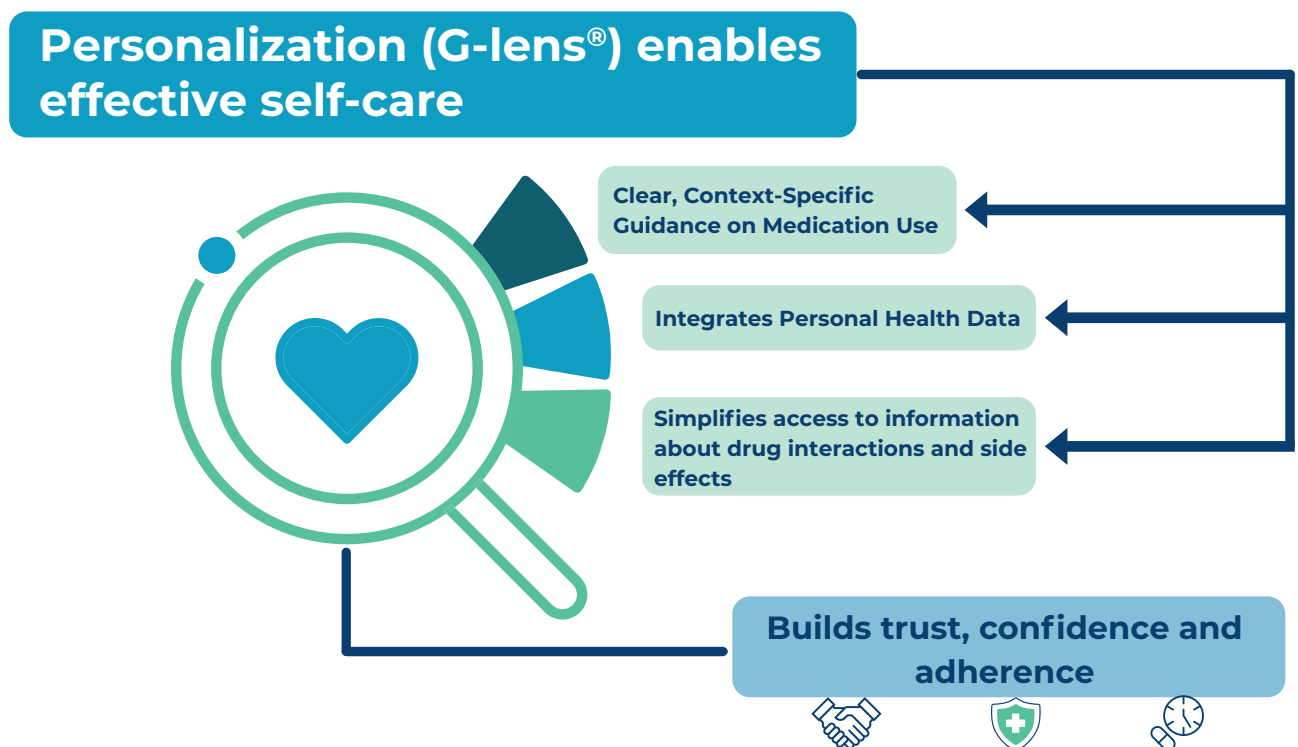 Personalization (G-lens®) enables
effective self-care
Clear, Context-Specific
Guidance on Medication Use
Integrates Personal Health Data
Simplifies access to information
about drug interactions and side
effects
Builds trust, confidence and
adherence